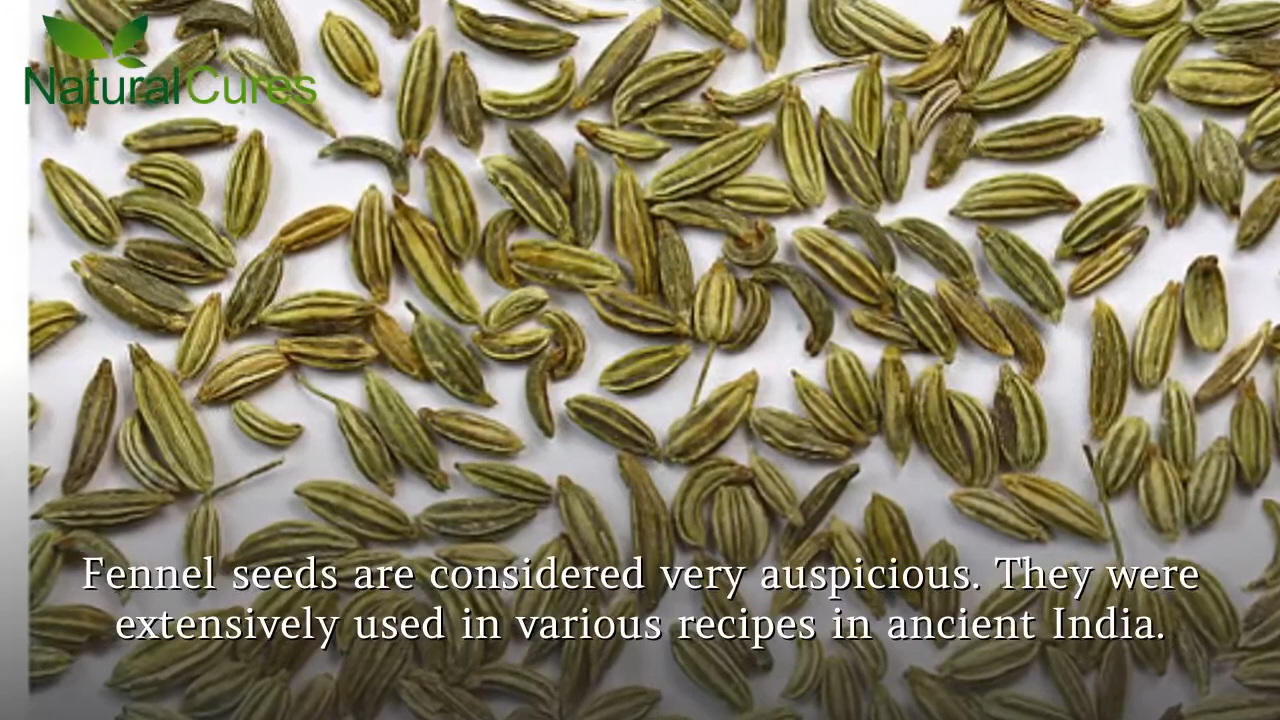 NaturalCures
Fennel seeds are considered very auspicious. They were
extensively used in various recipes in ancient India.